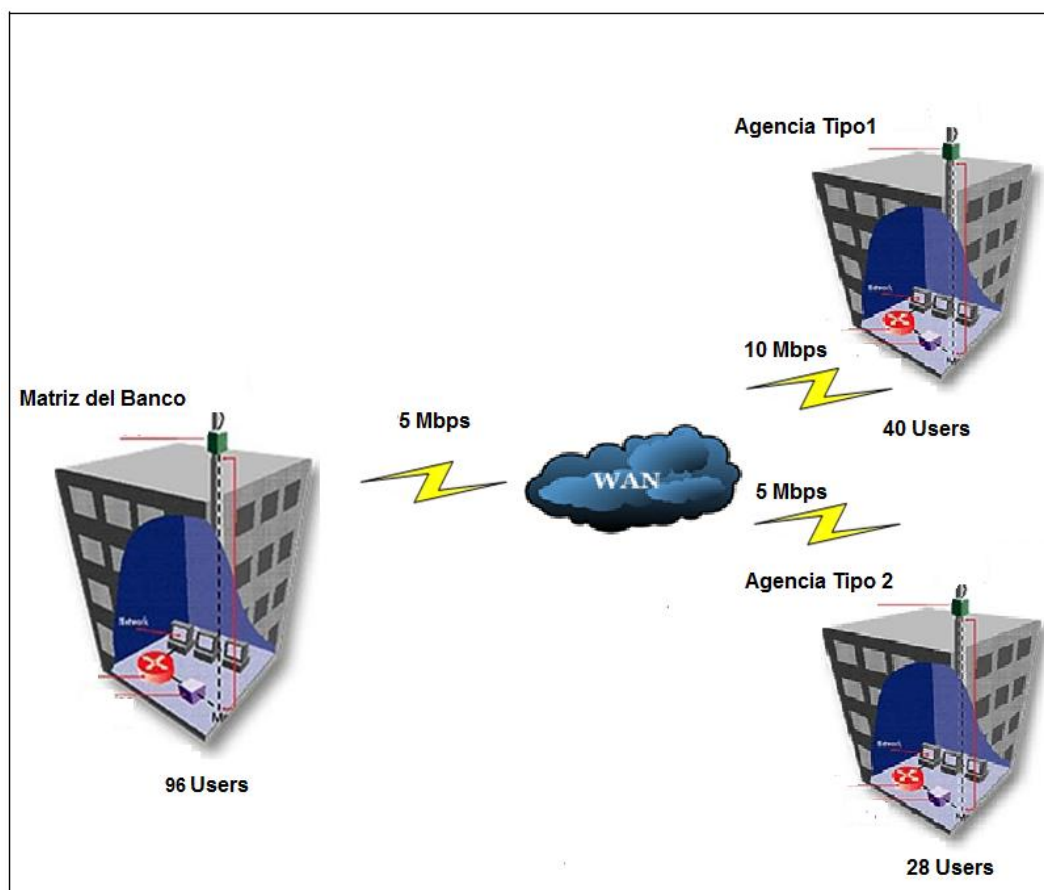 Agencia Tipo1
10 Mbps
40 Users
Matriz del Banco
5 Mbps
WAN
5 Mbps
Agencia Tipo 2
96 Users
28 Users